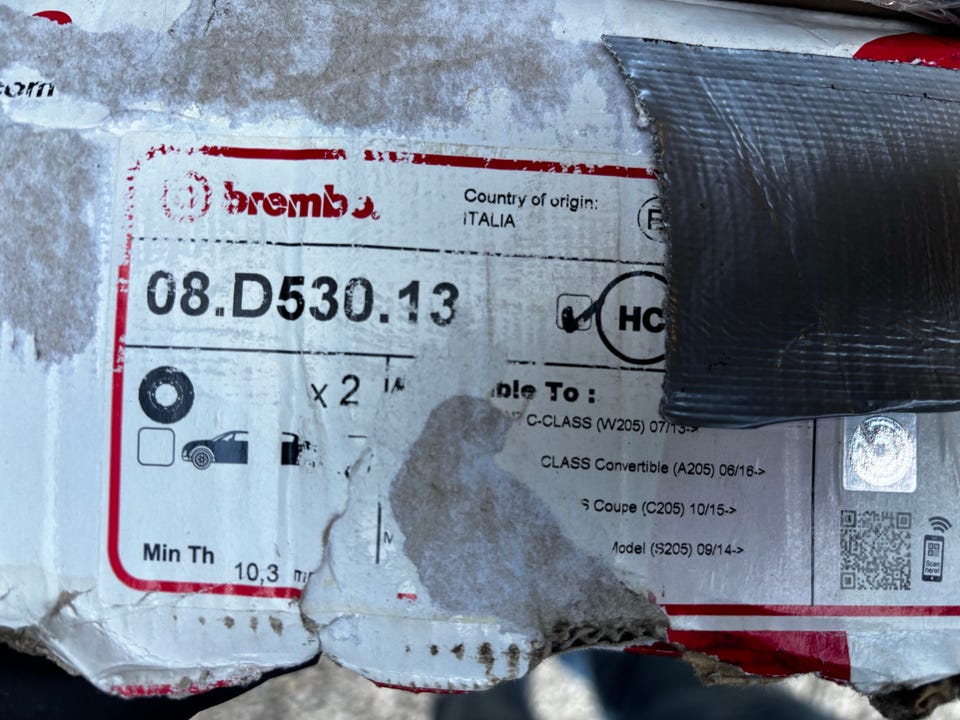 .com
brembo.
Country of origin:
ITALIA
08.D530.13
HC
x 2
To :
C-CLASS (W205) 07/13->
CLASS Convertible (A205) 06/16->
Coupe (C205) 10/15->
Model (S205) 09/14->
Min Th
10,3
Scan
here!